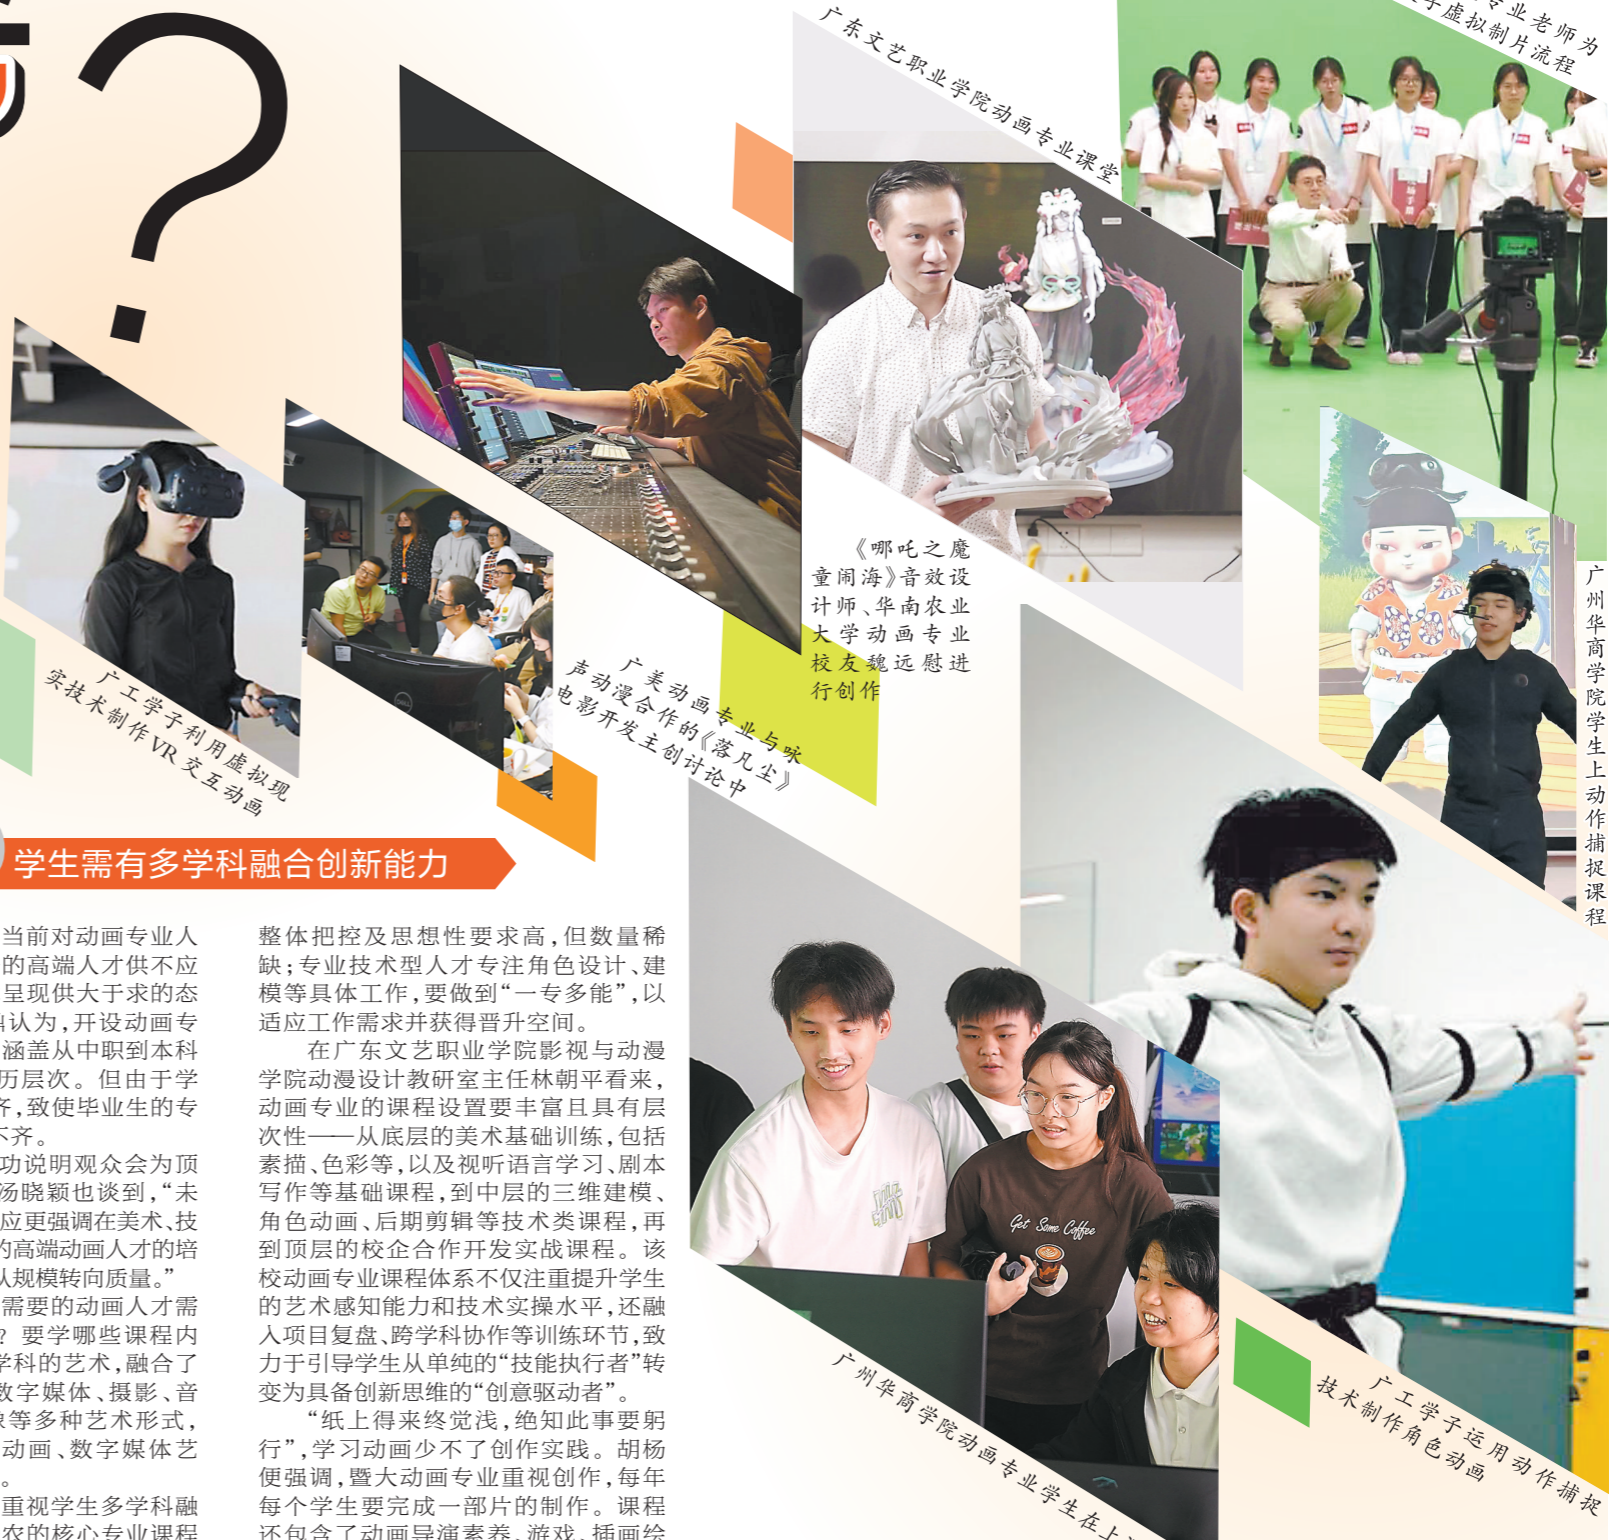 ?
专业老师为
学虚拟制片流程
广东文艺职业学院动画专业课堂
《哪吒之魔
童闹海》音效设
计师、华南农业
大学动画专业
校友魏远慰进
行创作
广州华商学院学生上动作捕捉课程
广工学子利用虚拟现
实技术制作VR交互动画
广美动画专业与咏
声动漫合作的《落凡尘》
电影开发主创讨论中
学生需有多学科融合创新能力
当前对动画专业人
的高端人才供不应
呈现供大于求的态
认为,开设动画专
涵盖从中职到本科
历层次。但由于学
齐,致使毕业生的专
不齐。
功说明观众会为顶
汤晓颖也谈到,“未
应更强调在美术、技
的高端动画人才的培
从规模转向质量。”
需要的动画人才需
？要学哪些课程内
学科的艺术,融合了
数字媒体、摄影、音
象等多种艺术形式,
动画、数字媒体艺
。
重视学生多学科融
农的核心专业课程
整体把控及思想性要求高,但数量稀
缺;专业技术型人才专注角色设计、建
模等具体工作,要做到“一专多能”,以
适应工作需求并获得晋升空间。
在广东文艺职业学院影视与动漫
学院动漫设计教研室主任林朝平看来,
动画专业的课程设置要丰富且具有层
次性——从底层的美术基础训练,包括
素描、色彩等,以及视听语言学习、剧本
写作等基础课程,到中层的三维建模、
角色动画、后期剪辑等技术类课程,再
到顶层的校企合作开发实战课程。该
校动画专业课程体系不仅注重提升学生
的艺术感知能力和技术实操水平,还融
入项目复盘、跨学科协作等训练环节,致
力于引导学生从单纯的“技能执行者”转
变为具备创新思维的“创意驱动者”。
“纸上得来终觉浅,绝知此事要躬
行”,学习动画少不了创作实践。胡杨
便强调,暨大动画专业重视创作,每年
每个学生要完成一部片的制作。课程
还包含了动画导演素养、游戏、插画绘
Get Some Coffee
广州华商学院动画专业学生在上
广工学子运用动作捕捉
技术制作角色动画
DELL